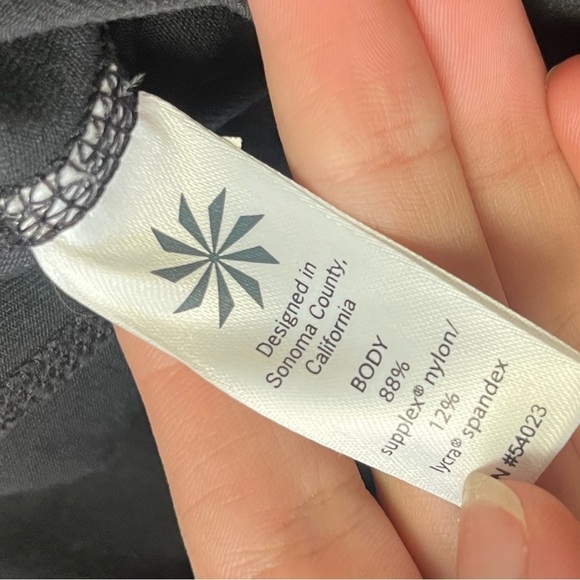 Designed in
Sonoma County,
California
BODY
88%
supplex® nylon/
12%
lycra® spandex
N #54023